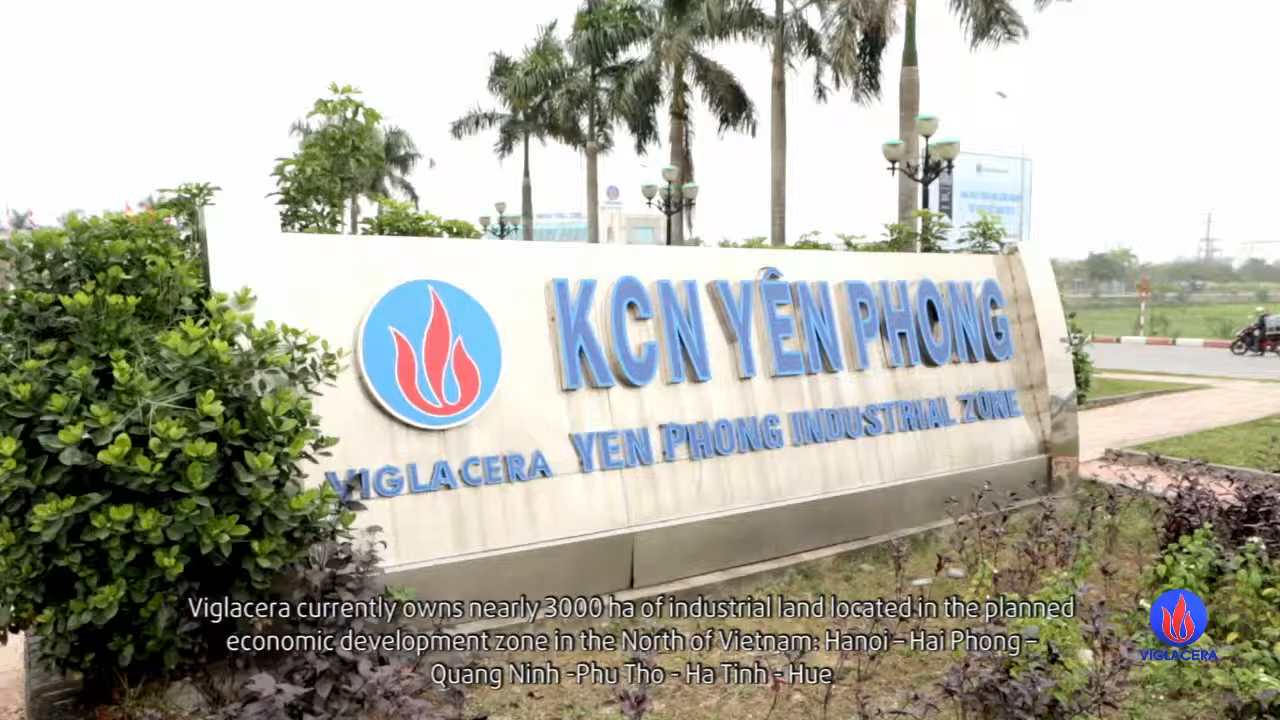 KCN YÊN PHONG
VIGLACERA YEN PHONG INDUSTRIAL ZONE
Viglacera currently owns nearly 3000 ha of industrial land located in the planned
economic development zone in the North of Vietnam: Hanoi – Hai Phong –
Quang Ninh -Phu Tho - Ha Tinh - Hue
VIGLACERA